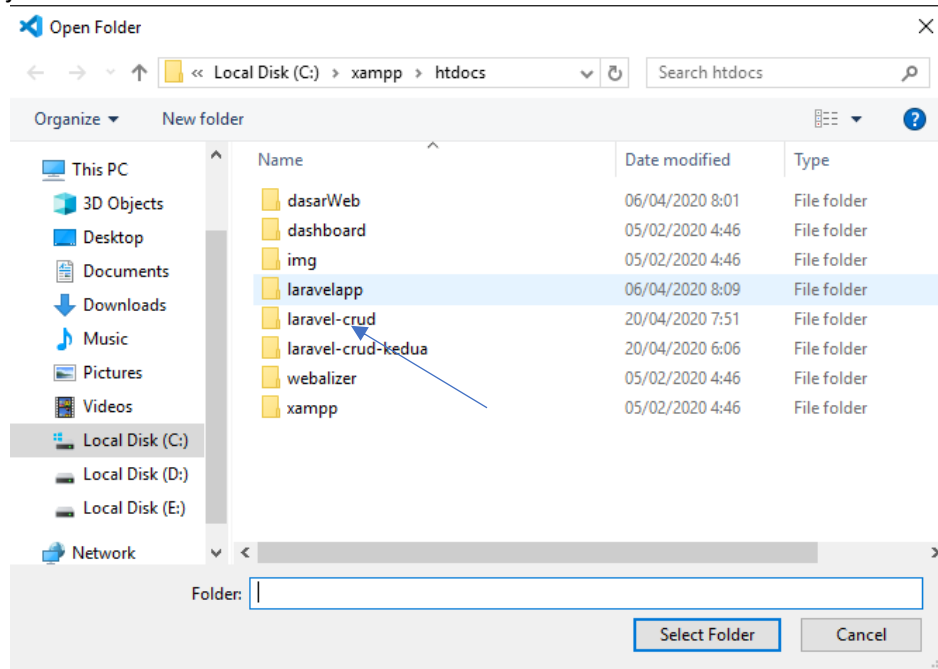 Open Folder
« Local Disk (C:) › xampp › htdocs
Search htdocs
Organize
New folder
This PC
3D Objects
Desktop
Documents
Downloads
Music
Pictures
Videos
Local Disk (C:)
Local Disk (D:)
Local Disk (E:)
Network
Name Date modified Type
dasarWeb 06/04/2020 8:01 File folder
dashboard 05/02/2020 4:46 File folder
img 05/02/2020 4:46 File folder
laravelapp 06/04/2020 8:09 File folder
laravel-crud 20/04/2020 7:51 File folder
laravel-crud-kedua 20/04/2020 6:06 File folder
webalizer 05/02/2020 4:46 File folder
xampp 05/02/2020 4:46 File folder
Folder:
Select Folder Cancel